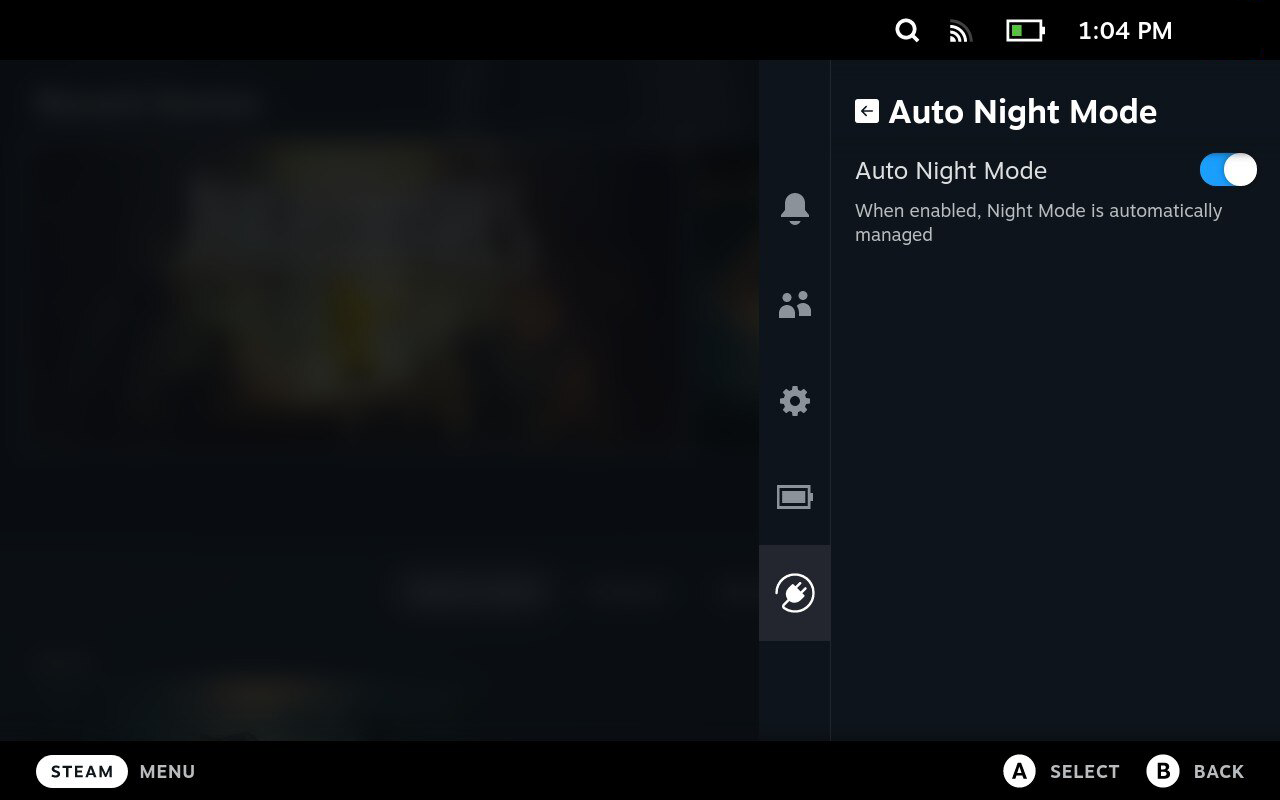 1:04 PM
Auto Night Mode
Auto Night Mode
When enabled, Night Mode is automatically
managed
STEAM MENU
A SELECT B BACK